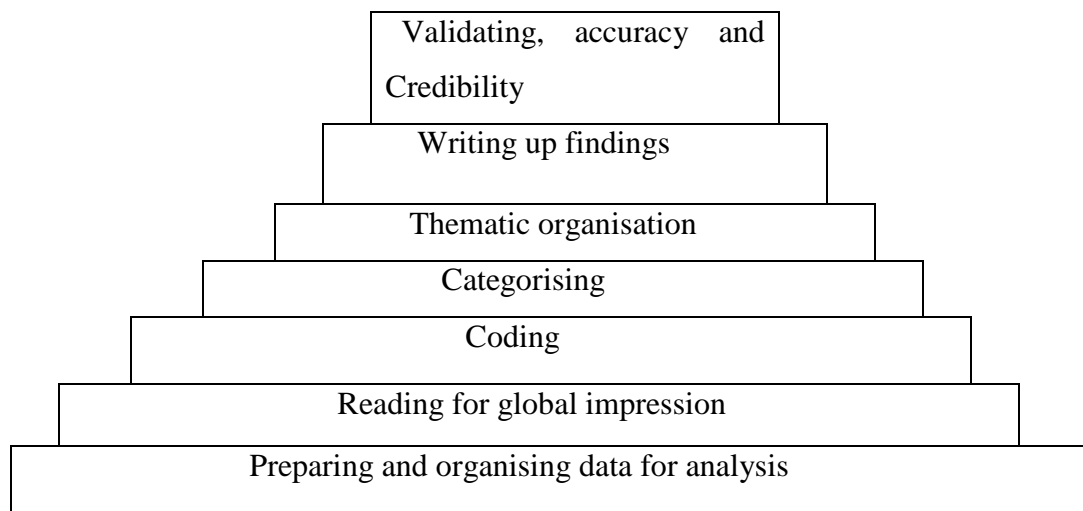 Validating, accuracy and
Credibility
Writing up findings
Thematic organisation
Categorising
Coding
Reading for global impression
Preparing and organising data for analysis